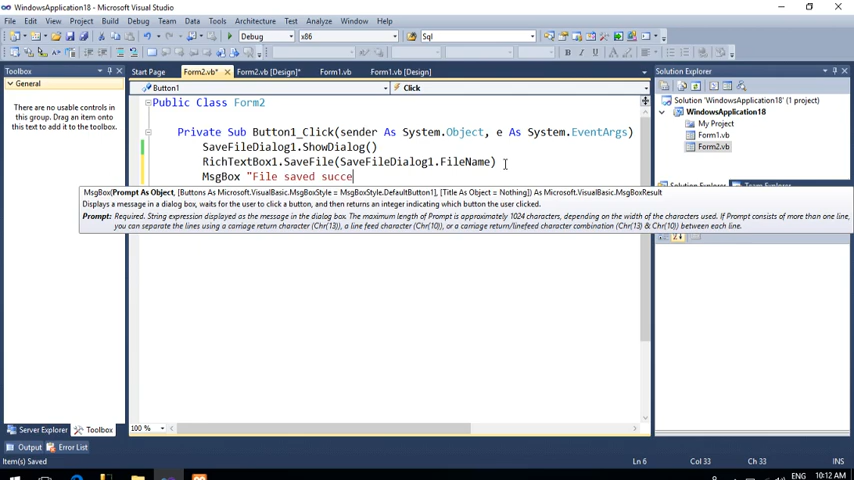 WindowsApplication18 - Microsoft Visual Studio
File Edit View Project Build Debug Team Data Tools Architecture Test Analyze Window Help
Debug x86 Sql
Toolbox
General
There are no usable controls in this group. Drag an item onto this text to add it to the toolbox.
Start Page Form2.vb* Form2.vb [Design]* Form1.vb Form1.vb [Design]
Button1 Click
Public Class Form2
Private Sub Button1_Click(sender As System.Object, e As System.EventArgs)
SaveFileDialog1.ShowDialog()
RichTextBox1.SaveFile(SaveFileDialog1.FileName)
MsgBox "File saved succe
MsgBox(Prompt As Object, [Buttons As Microsoft.VisualBasic.MsgBoxStyle = MsgBoxStyle.DefaultButton1], [Title As Object = Nothing]) As Microsoft.VisualBasic.MsgBoxResult
Displays a message in a dialog box, waits for the user to click a button, and then returns an integer indicating which button the user clicked.
Prompt: Required. String expression displayed as the message in the dialog box. The maximum length of Prompt is approximately 1024 characters, depending on the width of the characters used. If Prompt consists of more than one line,
you can separate the lines using a carriage return character (Chr(13)), a line feed character (Chr(10)), or a carriage return/linefeed character combination (Chr(13) & Chr(10)) between each line.
Solution Explorer
Solution 'WindowsApplication18' (1 project)
WindowsApplication18
My Project
Form1.vb
Form2.vb
100 %
Server Explorer Toolbox
Output Error List
Item(s) Saved Ln 6 Col 33 Ch 33 INS
ENG 10:12 AM